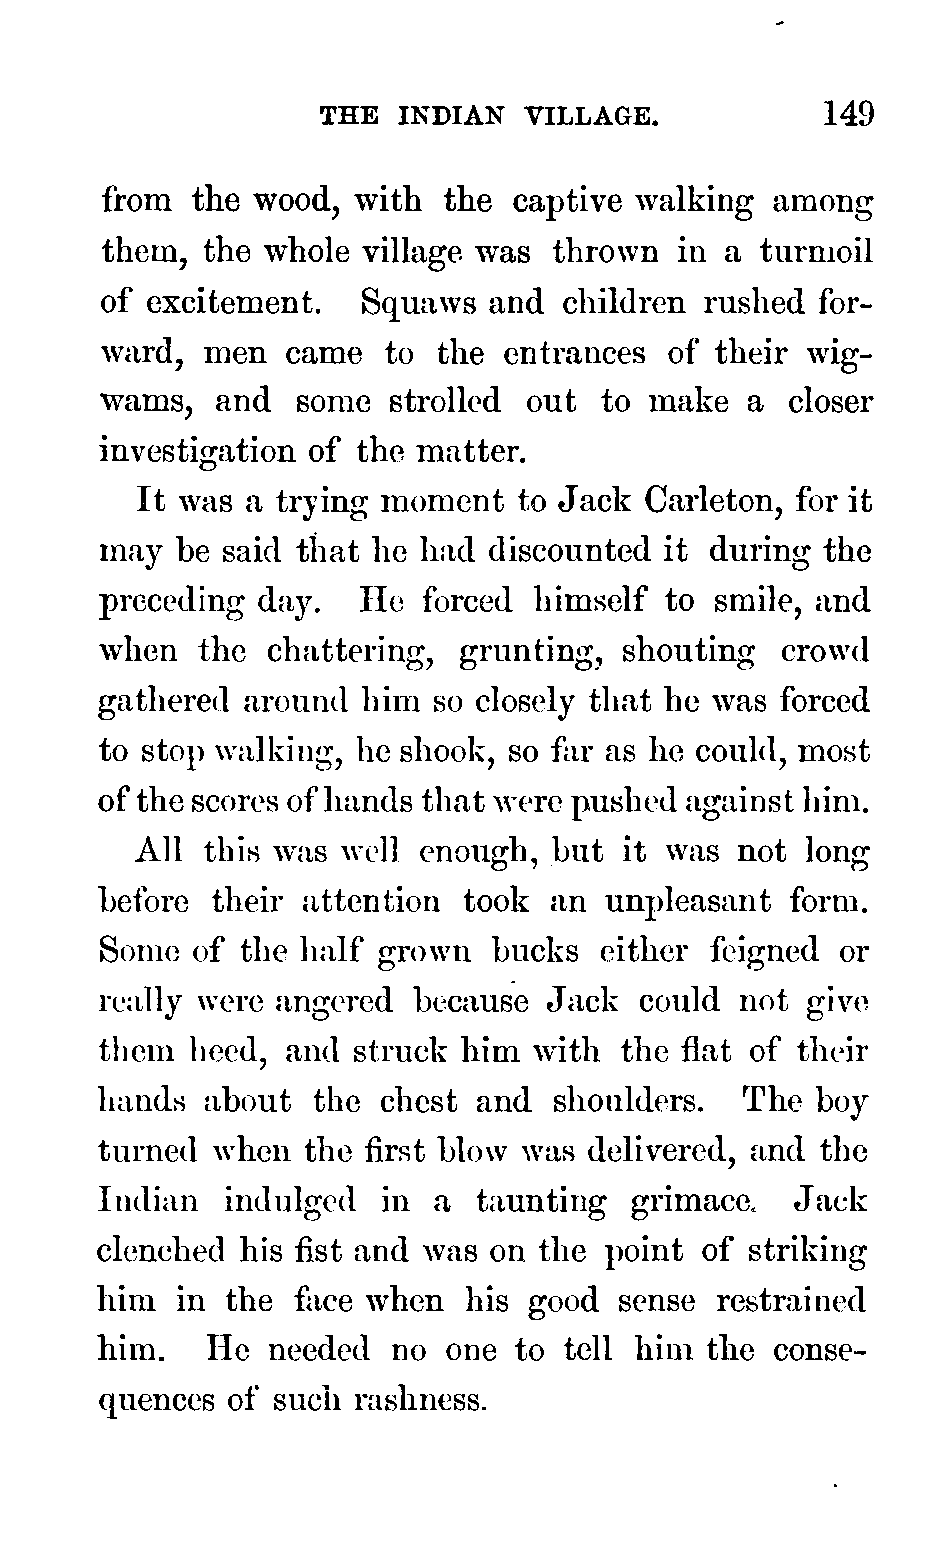 THE INDIAN VILLAGE. 149
from the wood, with the captive walking among
them, the whole village was thrown in a turmoil
of excitement. Squaws and children rushed for-
ward, men came to the entrances of their wig-
wams, and some strolled out to make a closer
investigation of the matter.
It was a trying moment to Jack Carleton, for it
may be said that he had discounted it during the
preceding day. He forced himself to smile, and
when the chattering, grunting, shouting crowd
gathered around him so closely that he was forced
to stop walking, he shook, so far as he could, most
of the scores of hands that were pushed against him.
All this was well enough, but it was not long
before their attention took an unpleasant form.
Some of the half grown bucks either feigned or
really were angered because Jack could not give
them heed, and struck him with the flat of their
hands about the chest and shoulders. The boy
turned when the first blow was delivered, and the
Indian indulged in a taunting grimace. Jack
clenched his fist and was on the point of striking
him in the face when his good sense restrained
him. He needed no one to tell him the conse-
quences of such rashness.